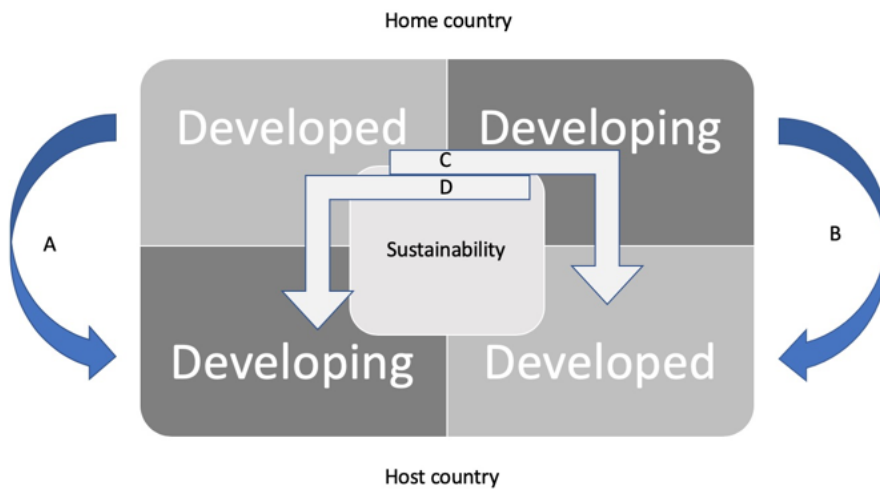 Home country
Developed
Developing
C
D
A
Sustainability
B
Developing
Developed
Host country